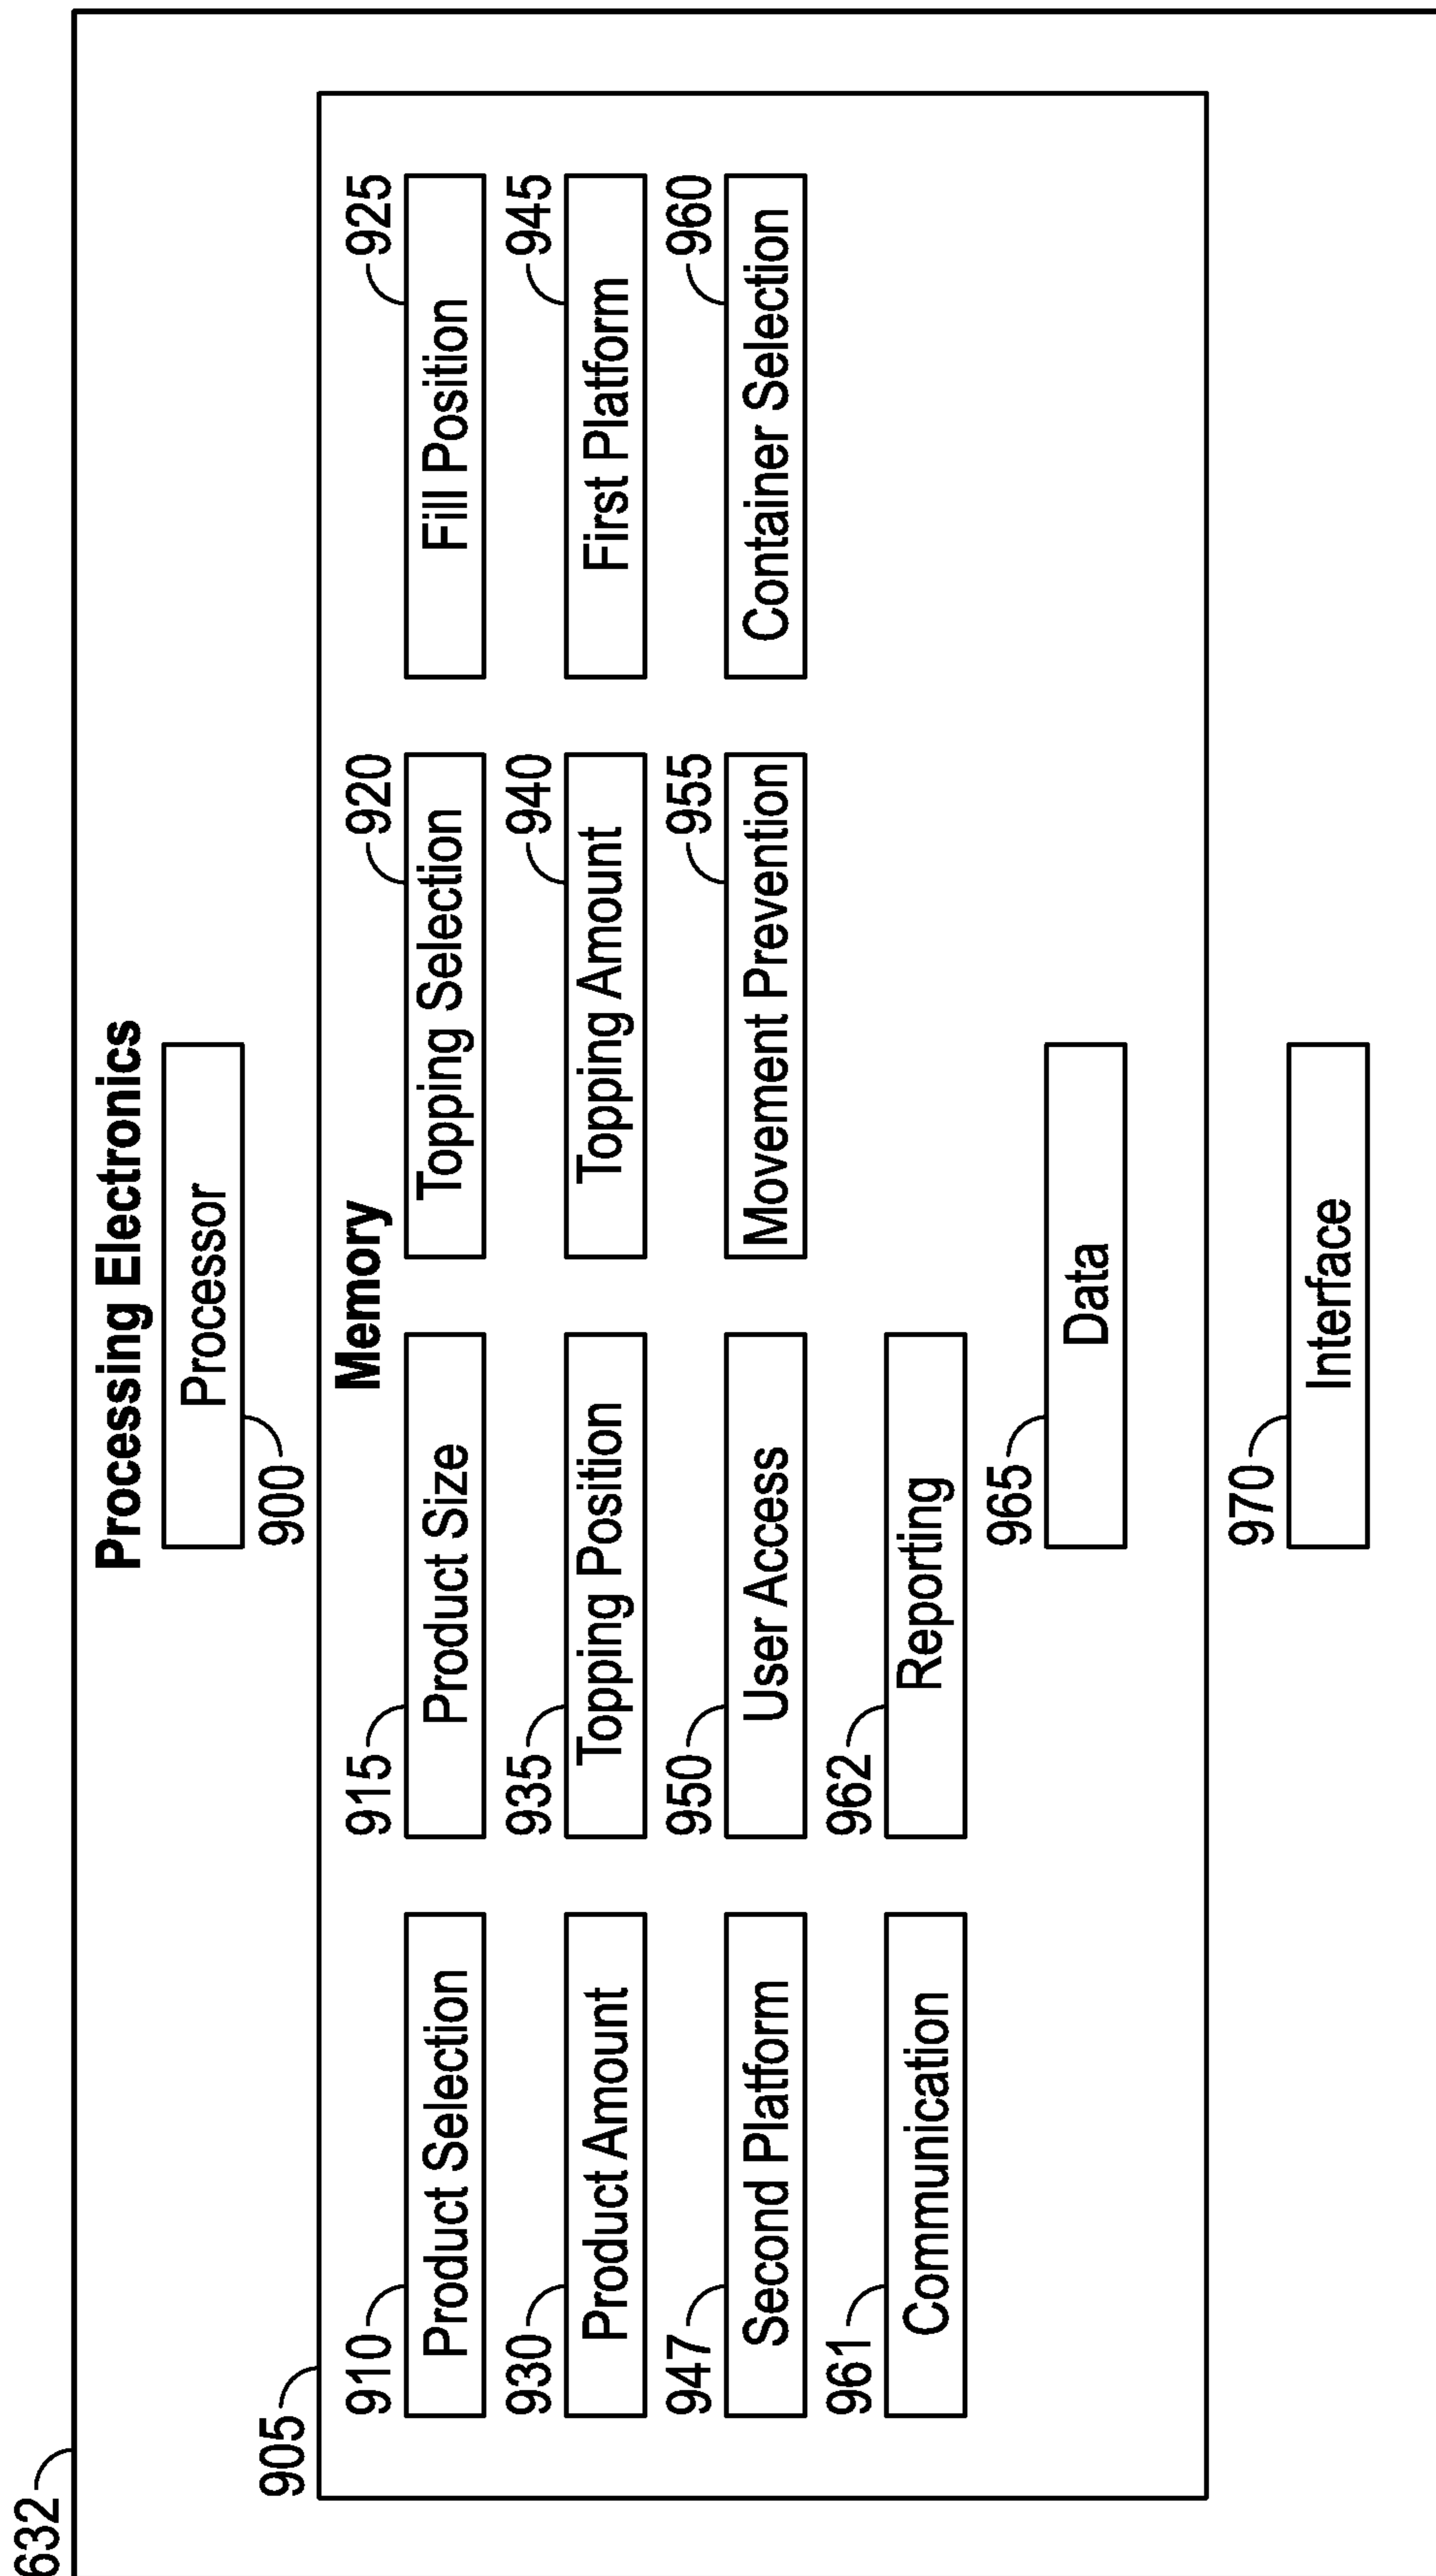 632
Processing Electronics
Processor
900
905
Memory
910
915
920
925
Product Selection
Product Size
Topping Selection
Fill Position
930
935
940
945
Product Amount
Topping Position
Topping Amount
First Platform
947
950
955
960
Second Platform
User Access
Movement Prevention
Container Selection
961
962
Communication
Reporting
965
Data
970
Interface